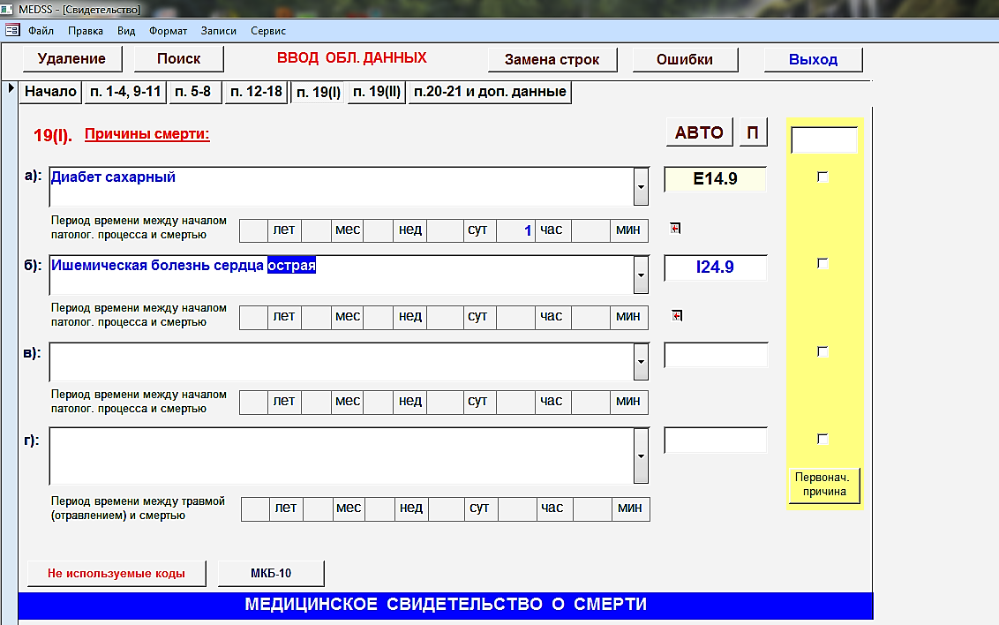 MEDSS - [Свидетельство]
Файл Правка Вид Формат Записи Сервис
Удаление Поиск ВВОД ОБЛ. ДАННЫХ Замена строк Ошибки Выход
Начало п. 1-4, 9-11 п. 5-8 п. 12-18 п. 19(I) п. 19(II) п.20-21 и доп. данные
19(I). Причины смерти: АВТО П
а): Диабет сахарный E14.9
Период времени между началом
патолог. процесса и смертью лет мес нед сут 1 час мин
б): Ишемическая болезнь сердца острая I24.9
Период времени между началом
патолог. процесса и смертью лет мес нед сут час мин
в):
Период времени между началом
патолог. процесса и смертью лет мес нед сут час мин
г):
Первонач.
причина
Период времени между травмой
(отравлением) и смертью лет мес нед сут час мин
Не используемые коды МКБ-10
МЕДИЦИНСКОЕ СВИДЕТЕЛЬСТВО О СМЕРТИ